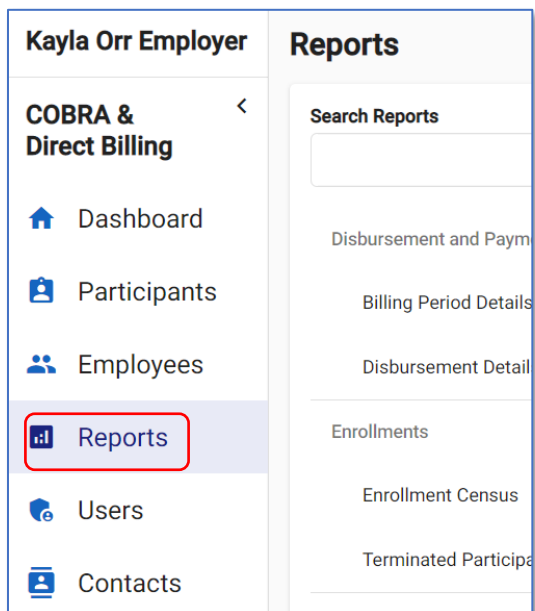 Kayla Orr Employer
COBRA &
Direct Billing
Dashboard
Participants
Employees
Reports
Users
Contacts
Reports
Search Reports
Disbursement and Paym
Billing Period Details
Disbursement Detail
Enrollments
Enrollment Census
Terminated Participa